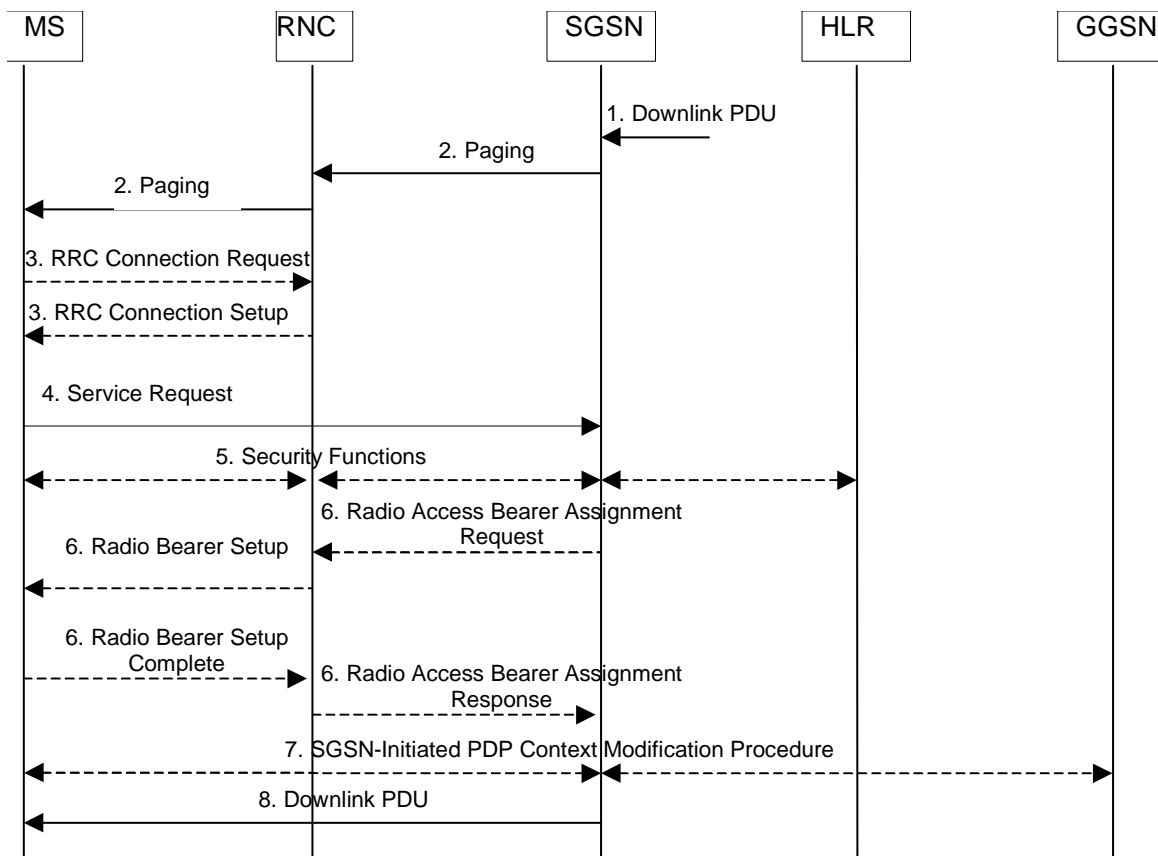 MS
RNC
SGSN
HLR
GGSN
1. Downlink PDU
2. Paging
2. Paging
3. RRC Connection Request
3. RRC Connection Setup
4. Service Request
5. Security Functions
6. Radio Access Bearer Assignment
Request
6. Radio Bearer Setup
6. Radio Bearer Setup
Complete
6. Radio Access Bearer Assignment
Response
7. SGSN-Initiated PDP Context Modification Procedure
8. Downlink PDU